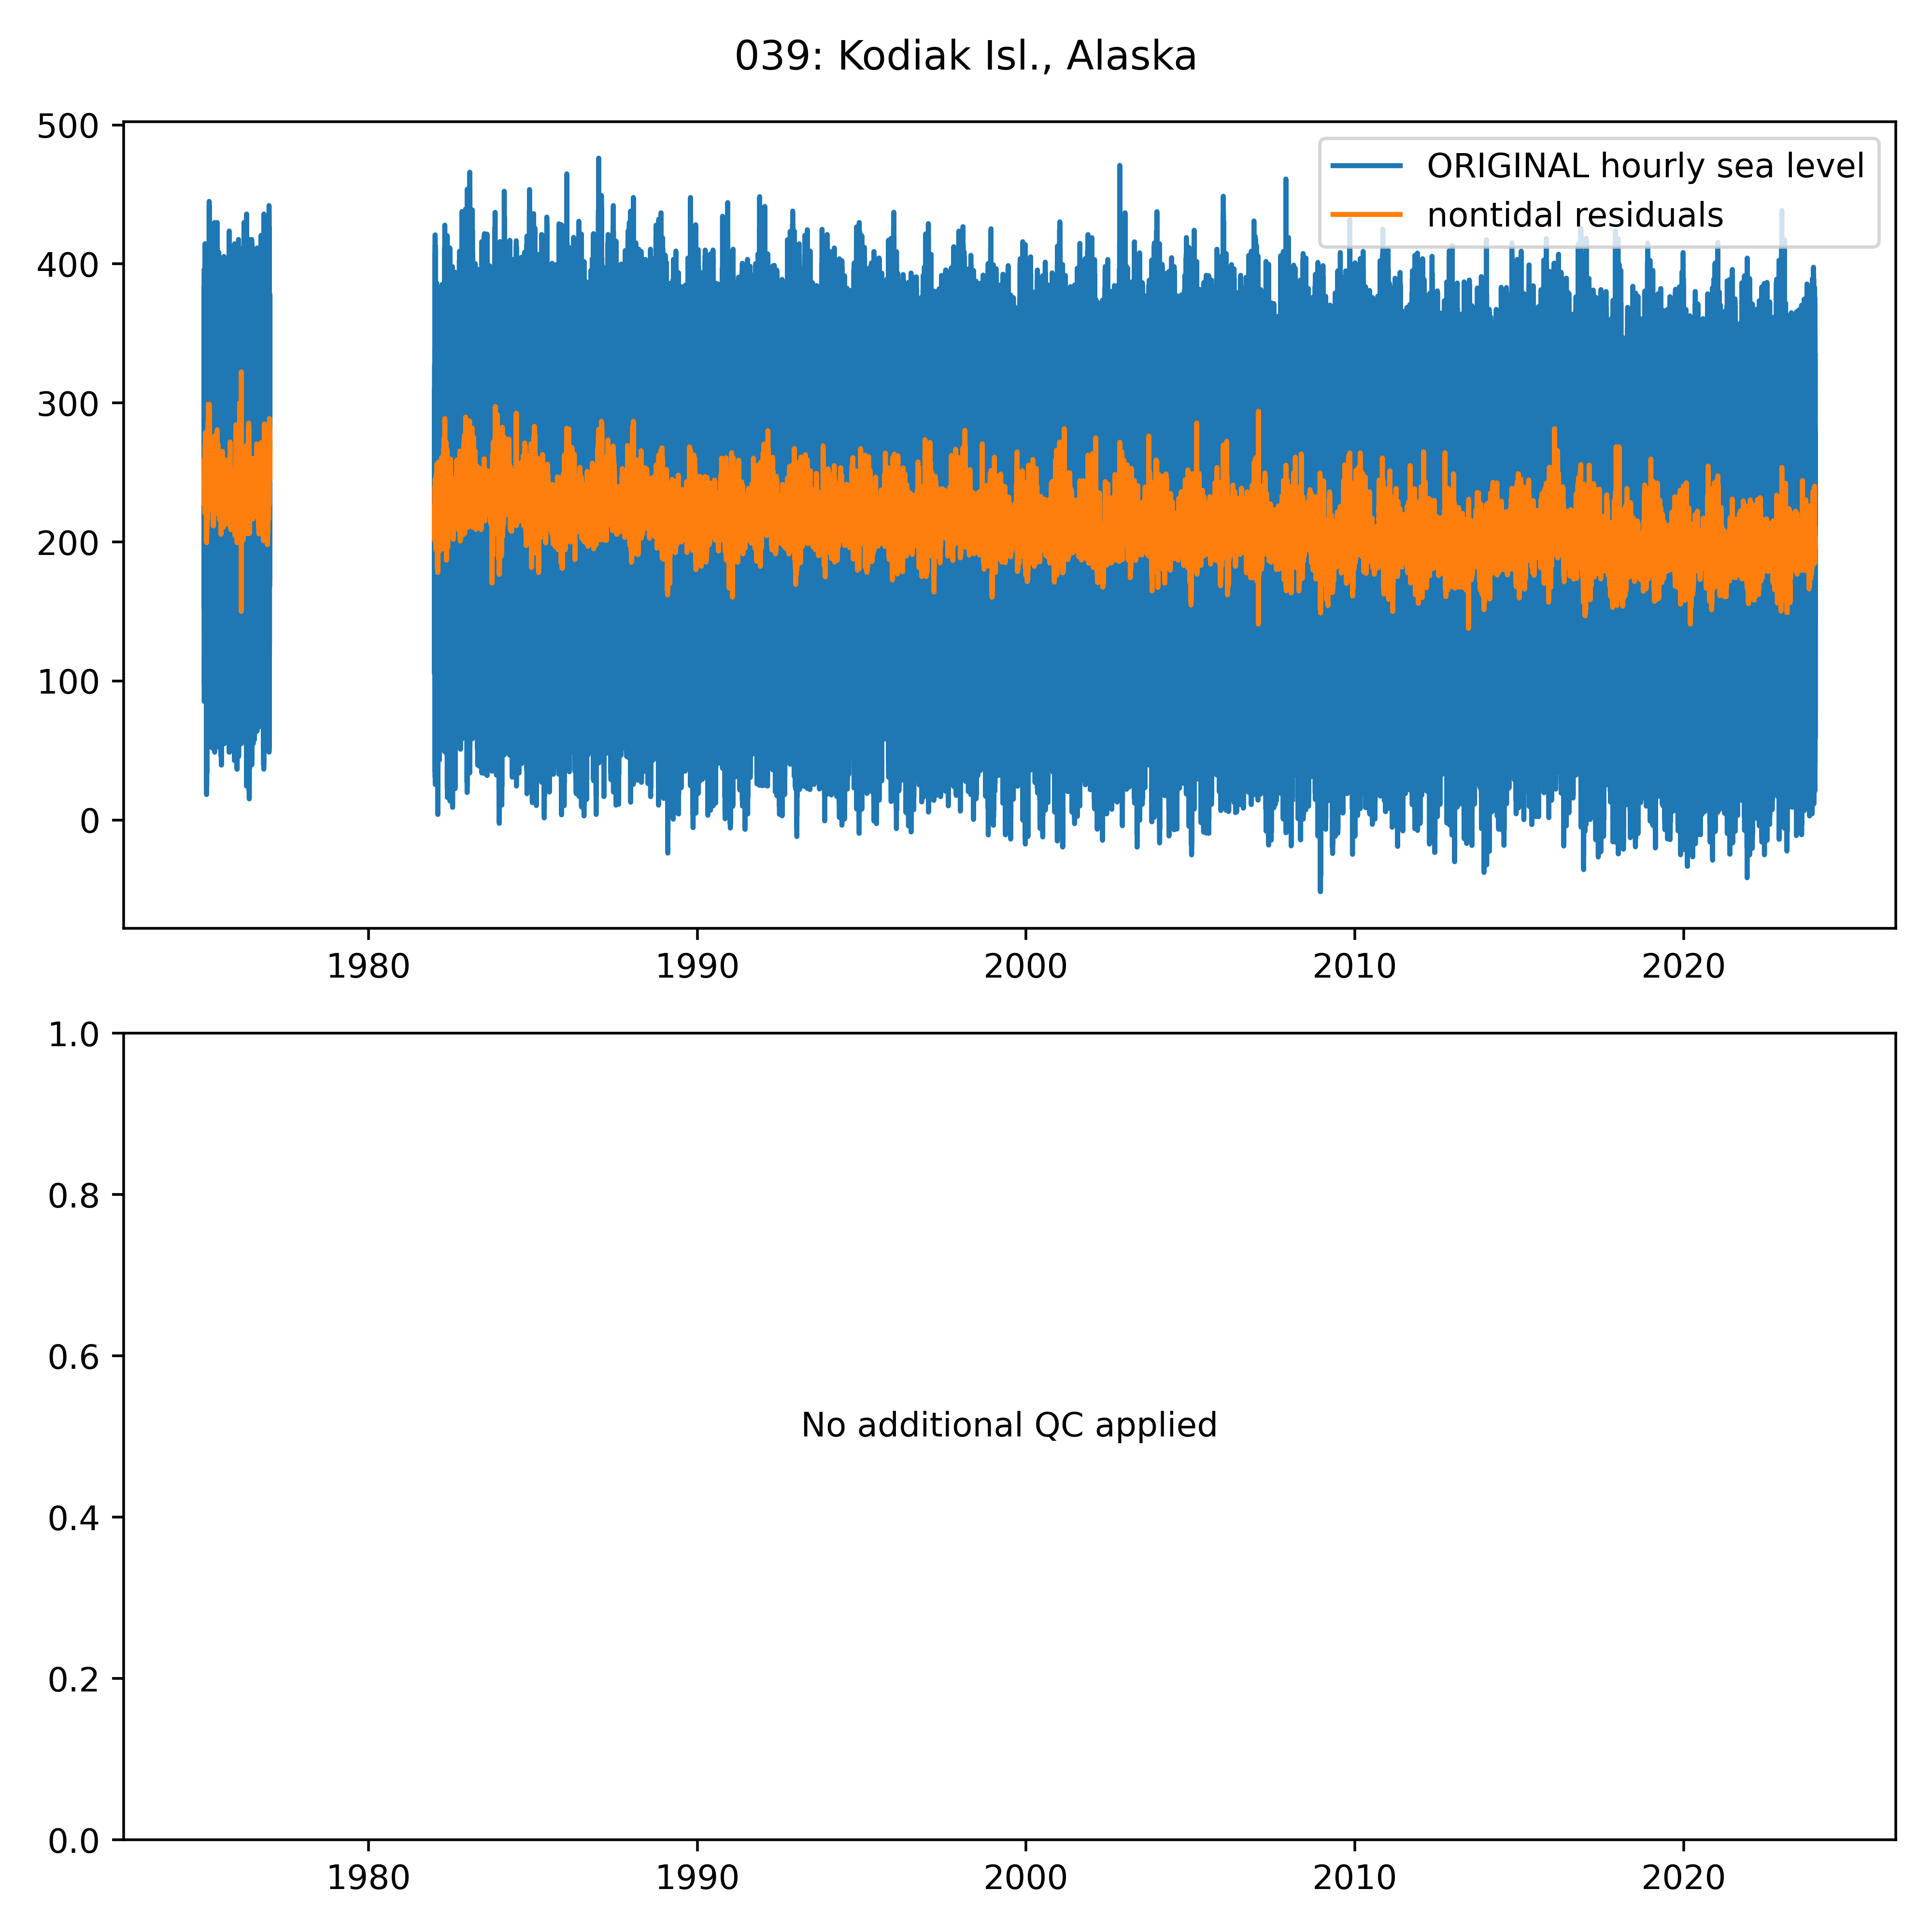 039: Kodiak Isl., Alaska
500
400
300
200
100
0
ORIGINAL hourly sea level
nontidal residuals
1980 1990 2000 2010 2020
1.0
0.8
0.6
0.4
0.2
0.0
No additional QC applied
1980 1990 2000 2010 2020